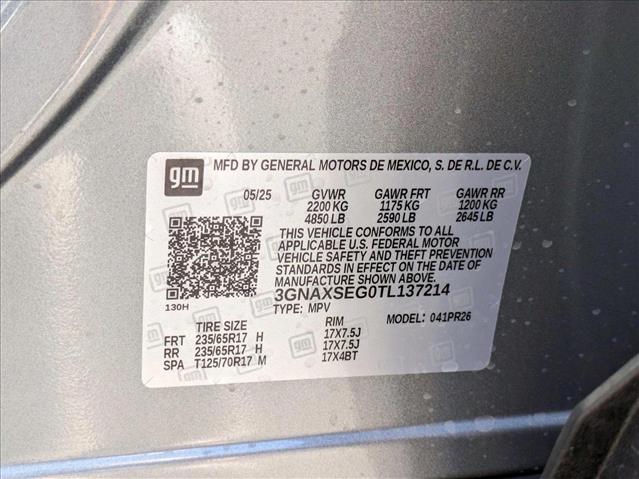 gm
MFD BY GENERAL MOTORS DE MEXICO, S. DE R.L. DE C.V.
05/25 GVWR GAWR FRT GAWR RR
2200 KG 1175 KG 1200 KG
4850 LB 2590 LB 2645 LB
THIS VEHICLE CONFORMS TO ALL
APPLICABLE U.S. FEDERAL MOTOR
VEHICLE SAFETY AND THEFT PREVENTION
STANDARDS IN EFFECT ON THE DATE OF
MANUFACTURE SHOWN ABOVE.
3GNAXSEG0TL137214
130H
TYPE: MPV MODEL: 041PR26
TIRE SIZE RIM
FRT 235/65R17 H 17X7.5J
RR 235/65R17 H 17X7.5J
SPA T125/70R17 M 17X4BT